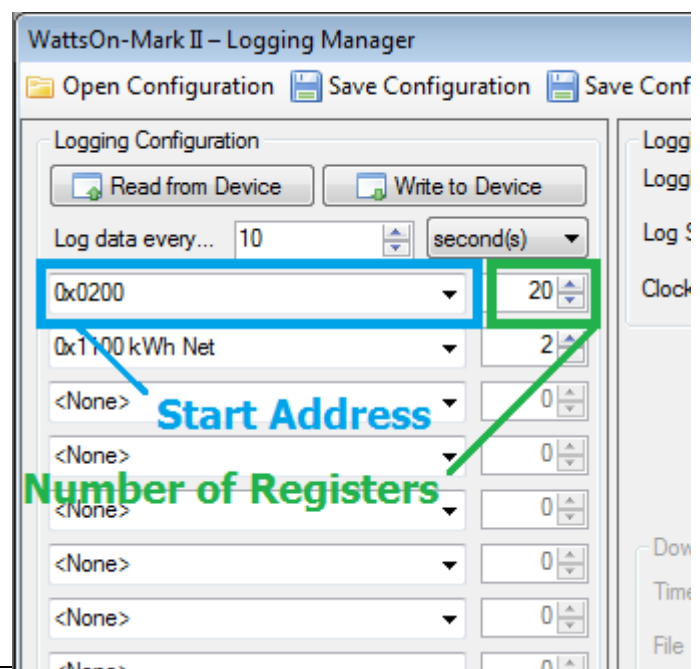 WattsOn-Mark II – Logging Manager
Open Configuration Save Configuration Save Conf
Logging Configuration
Read from Device Write to Device
Log data every... 10 second(s)
0x0200 20
0x1100 kWh Net 2
<None> 0
Start Address
<None> 0
Number of Registers
<None> 0
<None> 0
<None> 0
<None> 0
Loggi
Loggi
Log S
Clock
Dow
Time
File